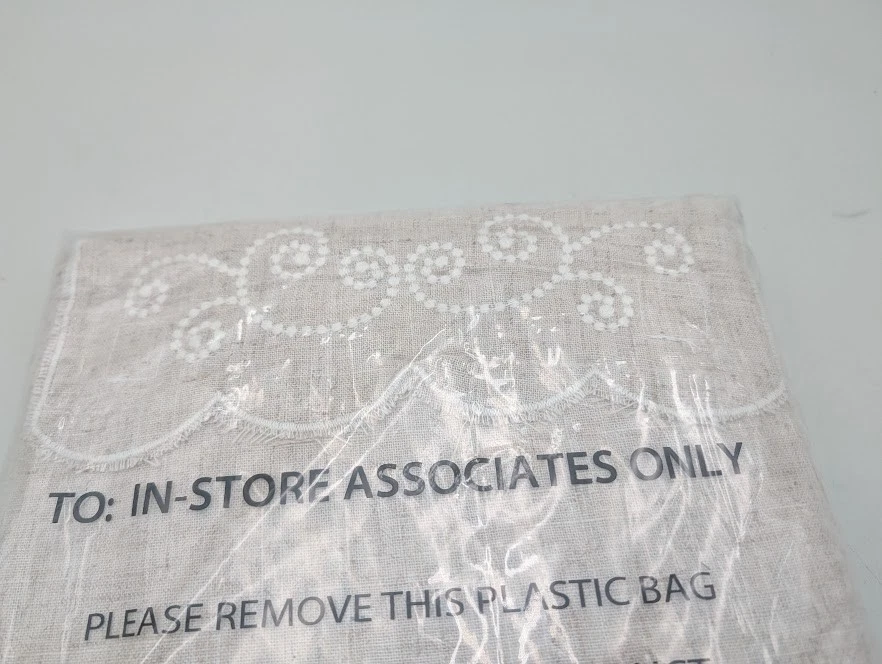 TO: IN-STORE ASSOCIATES ONLY
PLEASE REMOVE THIS PLASTIC BAG